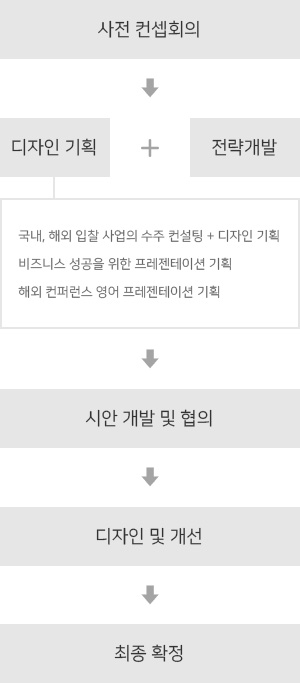 사전 컨셉회의
디자인 기획 + 전략개발
국내, 해외 입찰 사업의 수주 컨설팅 + 디자인 기획
비즈니스 성공을 위한 프레젠테이션 기획
해외 컨퍼런스 영어 프레젠테이션 기획
시안 개발 및 협의
디자인 및 개선
최종 확정